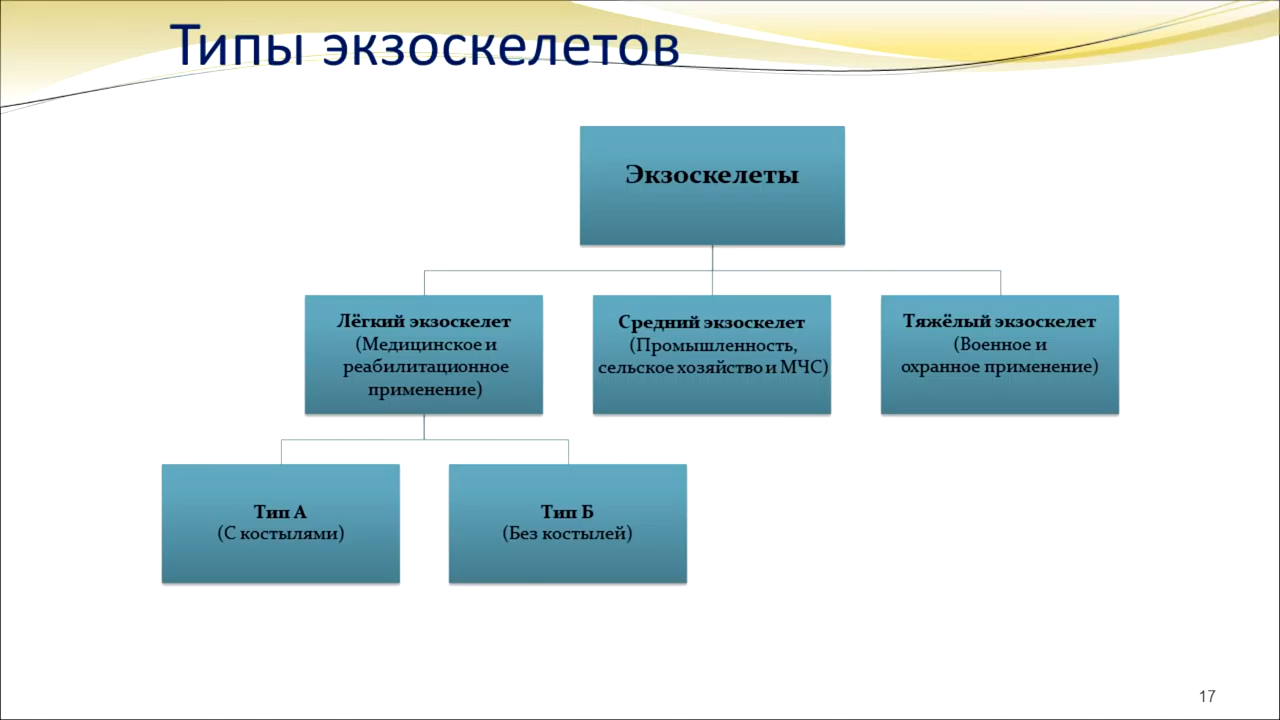 Типы экзоскелетов
Экзоскелеты
Лёгкий экзоскелет
(Медицинское и
реабилитационное
применение)
Средний экзоскелет
(Промышленность,
сельское хозяйство и МЧС)
Тяжёлый экзоскелет
(Военное и
охранное применение)
Тип А
(С костылями)
Тип Б
(Без костылей)
17